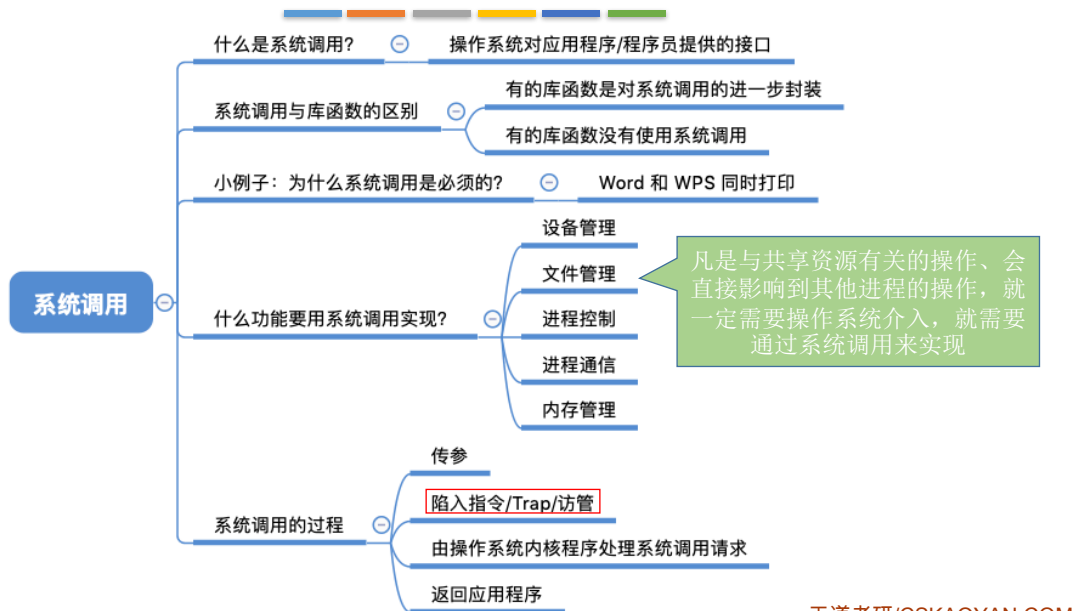 什么是系统调用?
操作系统对应用程序/程序员提供的接口
系统调用与库函数的区别
有的库函数是对系统调用的进一步封装
有的库函数没有使用系统调用
小例子：为什么系统调用是必须的?
Word 和 WPS 同时打印
系统调用
什么功能要用系统调用实现?
设备管理
文件管理
进程控制
进程通信
内存管理
凡是与共享资源有关的操作、会
直接影响到其他进程的操作，就
一定需要操作系统介入，就需要
通过系统调用来实现
系统调用的过程
传参
陷入指令/Trap/访管
由操作系统内核程序处理系统调用请求
返回应用程序
王道考研/CSKAOYAN.COM